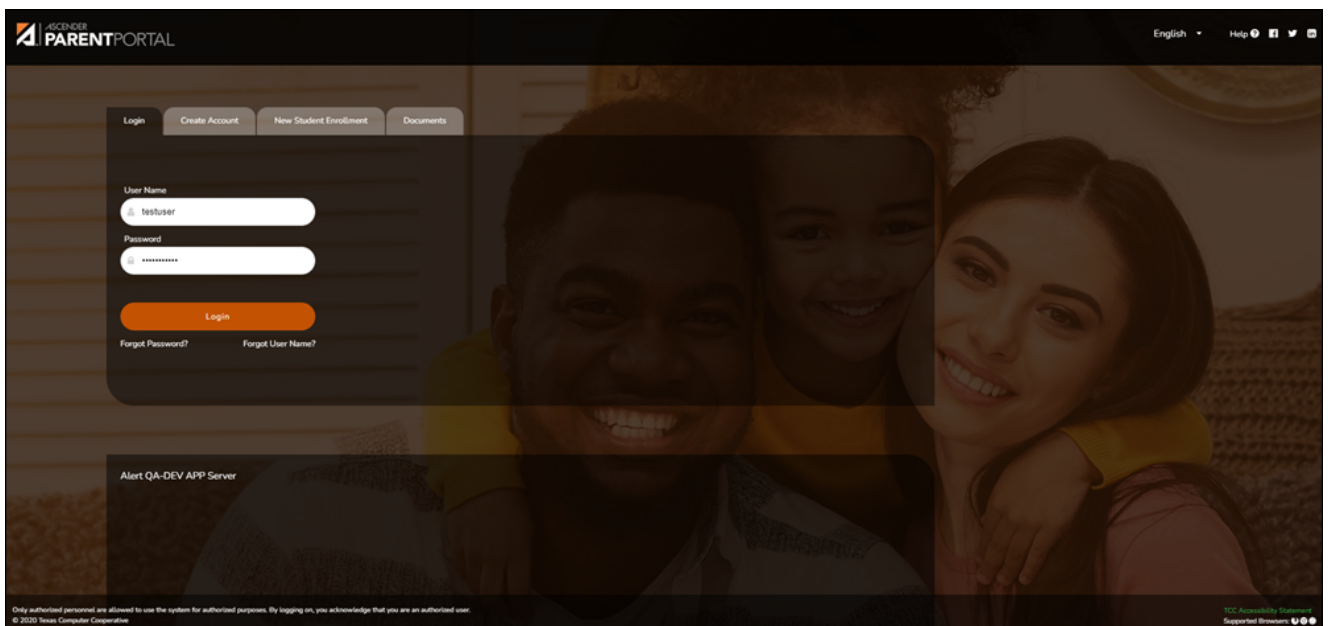 ASCENDER
PARENTPORTAL
English
Help
Login
Create Account
New Student Enrollment
Documents
User Name
testuser
Password
Login
Forgot Password?
Forgot User Name?
Alert QA-DEV APP Server
Only authorized personnel are allowed to use the system for authorized purposes. By logging on, you acknowledge that you are an authorized user.
© 2020 Texas Computer Cooperative
TCC Accessibility Statement
Supported Browsers: